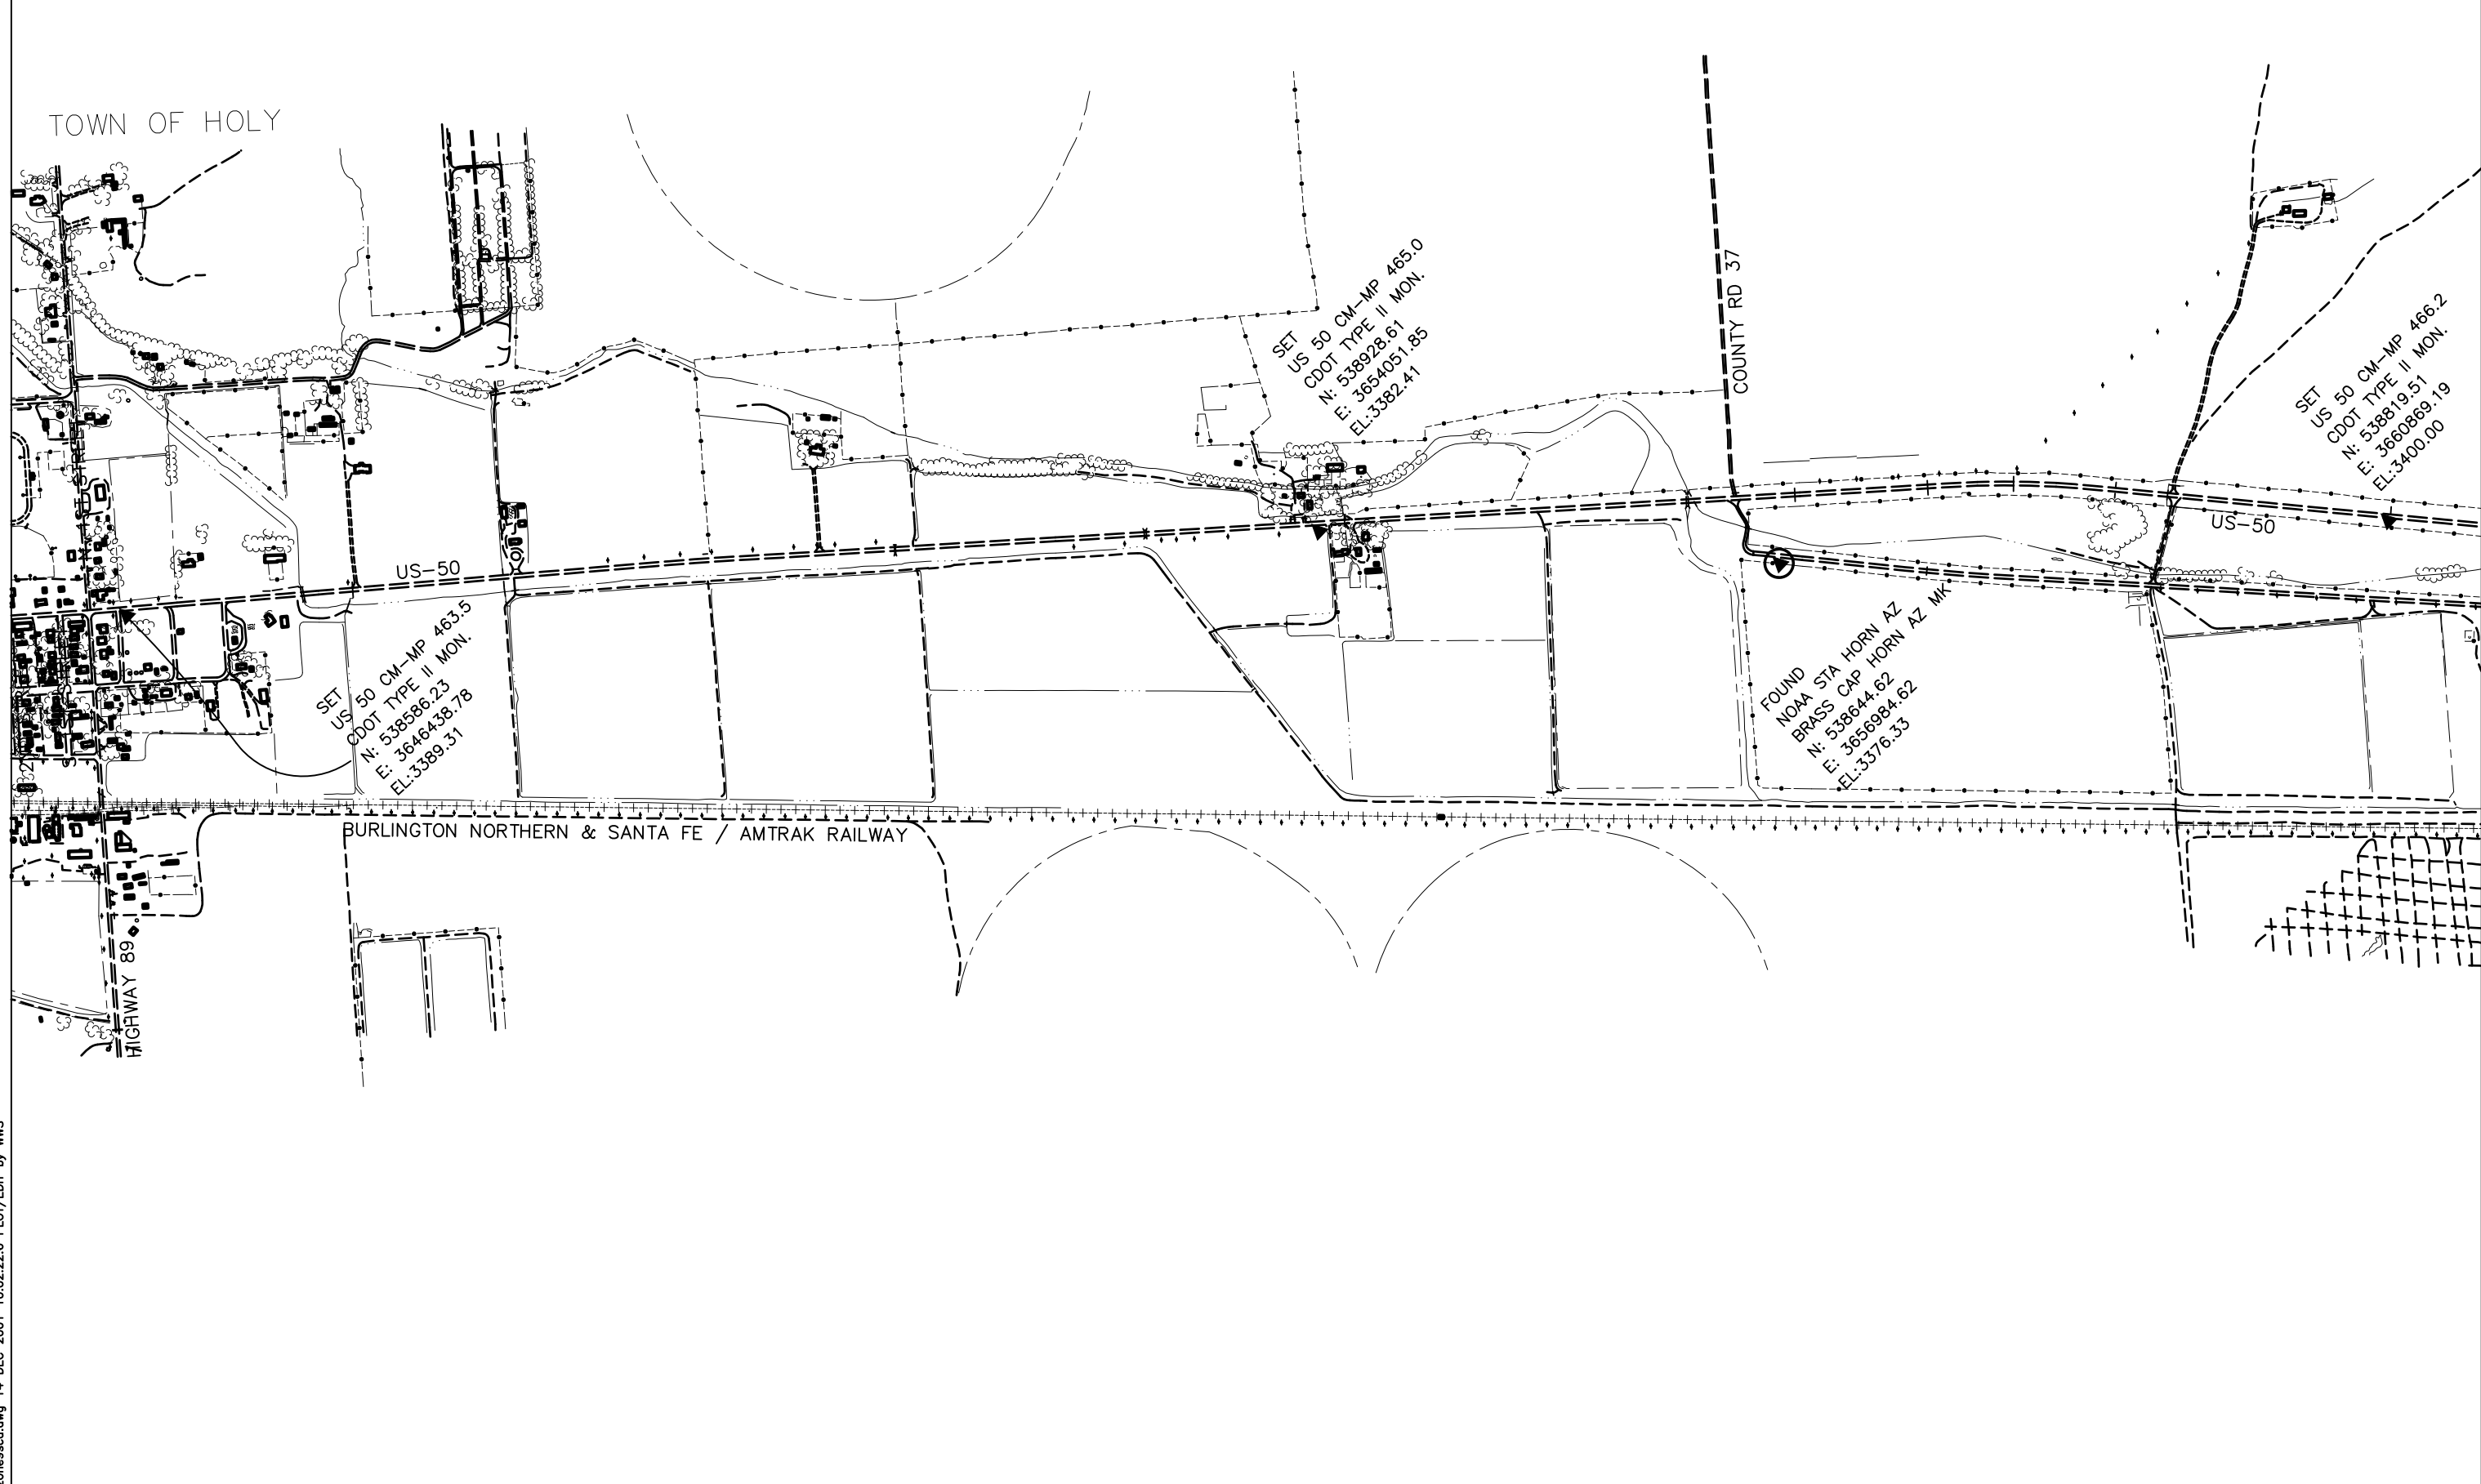 TOWN OF HOLY
SET
US 50 CM-MP 465.0
CDOT TYPE II MON.
N: 538928.61
E: 3654051.85
EL:3382.41
COUNTY RD 37
SET
US 50 CM-MP 466.2
CDOT TYPE II MON.
N: 538819.51
E: 3660869.19
EL:3400.00
US-50
US-50
SET
US 50 CM-MP 463.5
CDOT TYPE II MON.
N: 538586.23
E: 3646438.78
EL:3389.31
FOUND
NOAA STA HORN AZ
BRASS CAP HORN AZ MK
N: 538644.62
E: 3656984.62
EL:3376.33
BURLINGTON NORTHERN & SANTA FE / AMTRAK RAILWAY
HIGHWAY 89